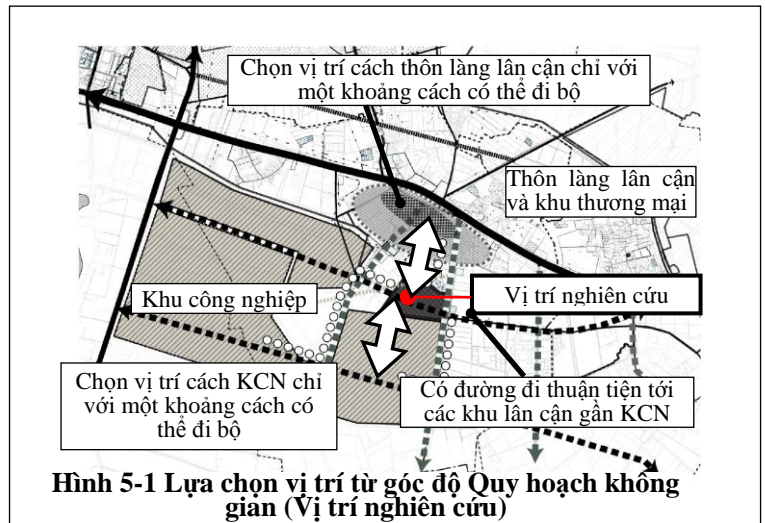 Chọn vị trí cách thôn làng lân cận chỉ với
một khoảng cách có thể đi bộ
Thôn làng lân cận
và khu thương mại
Khu công nghiệp
Vị trí nghiên cứu
Chọn vị trí cách KCN chỉ
với một khoảng cách có
thể đi bộ
Có đường đi thuận tiện tới
các khu lân cận gần KCN
Hình 5-1 Lựa chọn vị trí từ góc độ Quy hoạch không
gian (Vị trí nghiên cứu)